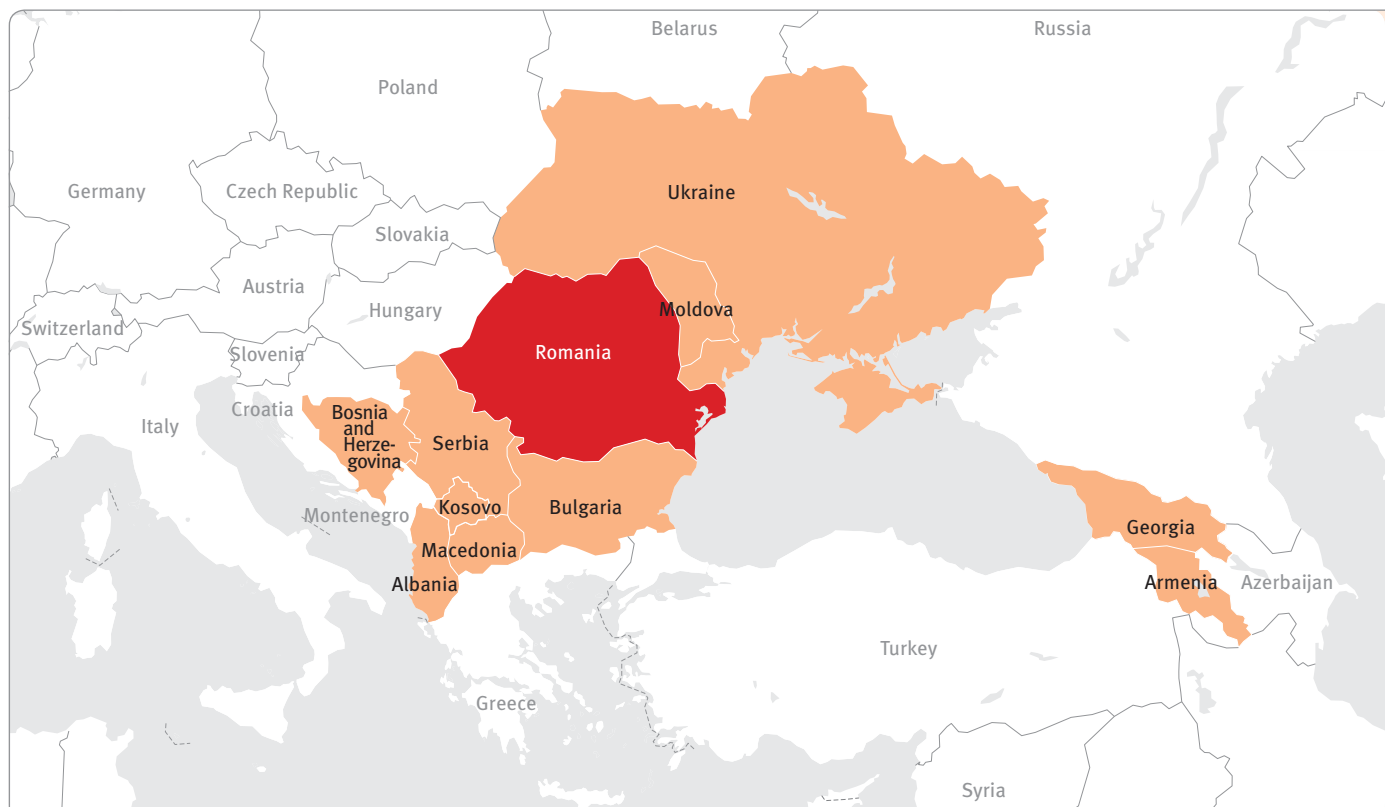 Belarus
Russia
Poland
Germany
Czech Republic
Ukraine
Slovakia
Austria
Hungary
Moldova
Switzerland
Slovenia
Romania
Croatia
Italy
Bosnia
and
Herze-
govina
Serbia
Kosovo
Bulgaria
Montenegro
Georgia
Macedonia
Albania
Armenia
Azerbaijan
Turkey
Greece
Syria